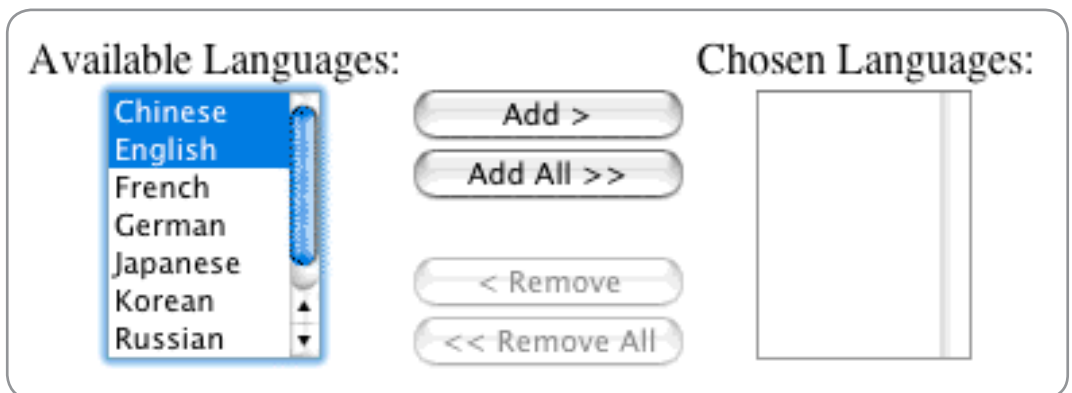 Available Languages:
Chosen Languages:
Chinese
English
French
German
Japanese
Korean
Russian
Add >
Add All >>
< Remove
<< Remove All